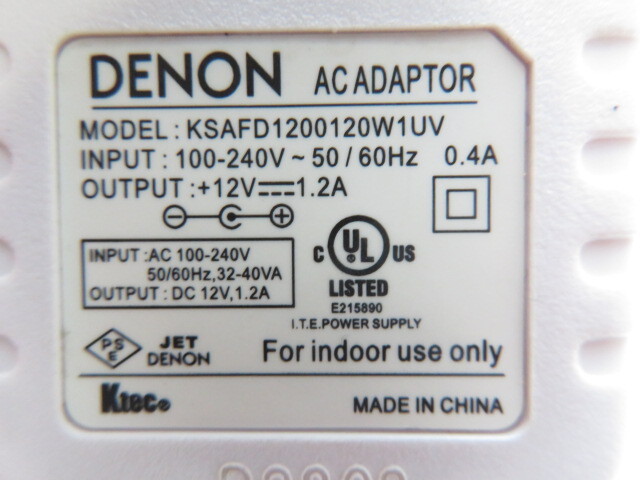 DENON AC ADAPTOR
MODEL : KSAFD1200120W1UV
INPUT : 100-240V ~ 50 / 60Hz 0.4A
OUTPUT : +12V⎓1.2A
INPUT : AC 100-240V
50/60Hz, 32-40VA
OUTPUT : DC 12V, 1.2A
C UL US
®
LISTED
E215890
I.T.E. POWER SUPPLY
PS
E
JET
DENON
For indoor use only
Ktec®
MADE IN CHINA